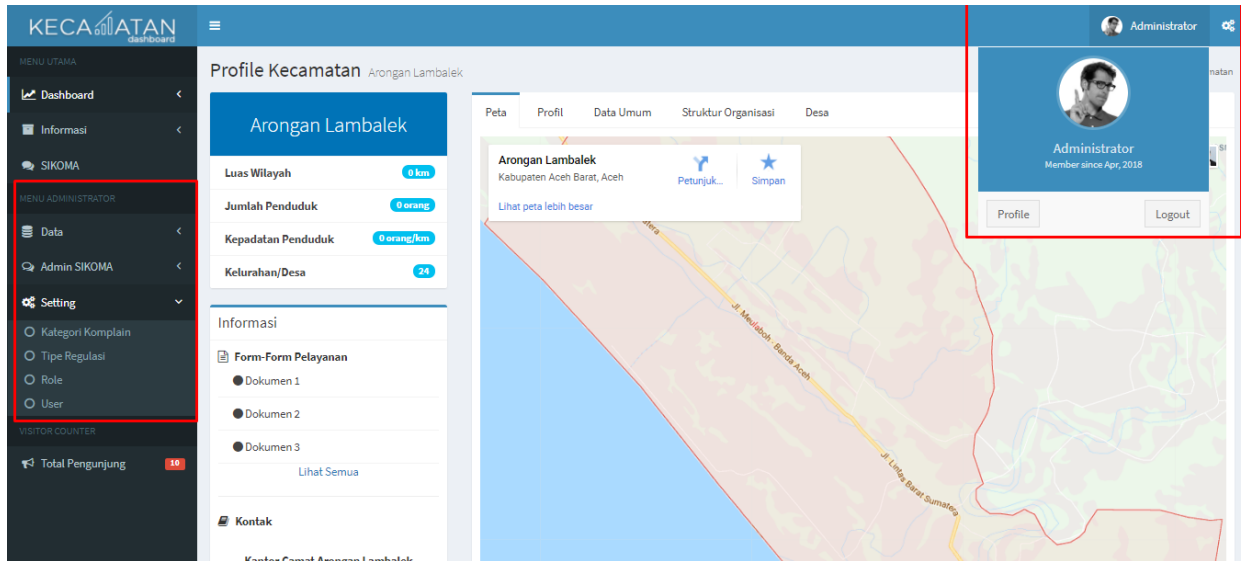 KECAMATAN
dashboard
Administrator
MENU UTAMA
Dashboard
Informasi
SIKOMA
MENU ADMINISTRATOR
Data
Admin SIKOMA
Setting
Kategori Komplain
Tipe Regulasi
Role
User
VISITOR COUNTER
Total Pengunjung 10
Profile Kecamatan Arongan Lambalek
Arongan Lambalek
Luas Wilayah 0 km
Jumlah Penduduk 0 orang
Kepadatan Penduduk 0 orang/km
Kelurahan/Desa 24
Informasi
Form-Form Pelayanan
Dokumen 1
Dokumen 2
Dokumen 3
Lihat Semua
Kontak
Kantor Camat Arongan Lambalek
Peta Profil Data Umum Struktur Organisasi Desa
Arongan Lambalek
Kabupaten Aceh Barat, Aceh
Petunjuk... Simpan
Lihat peta lebih besar
Jl. Meulaboh - Banda Aceh
Jl. Lintas Barat Sumatera
Administrator
Member since Apr, 2018
Profile Logout